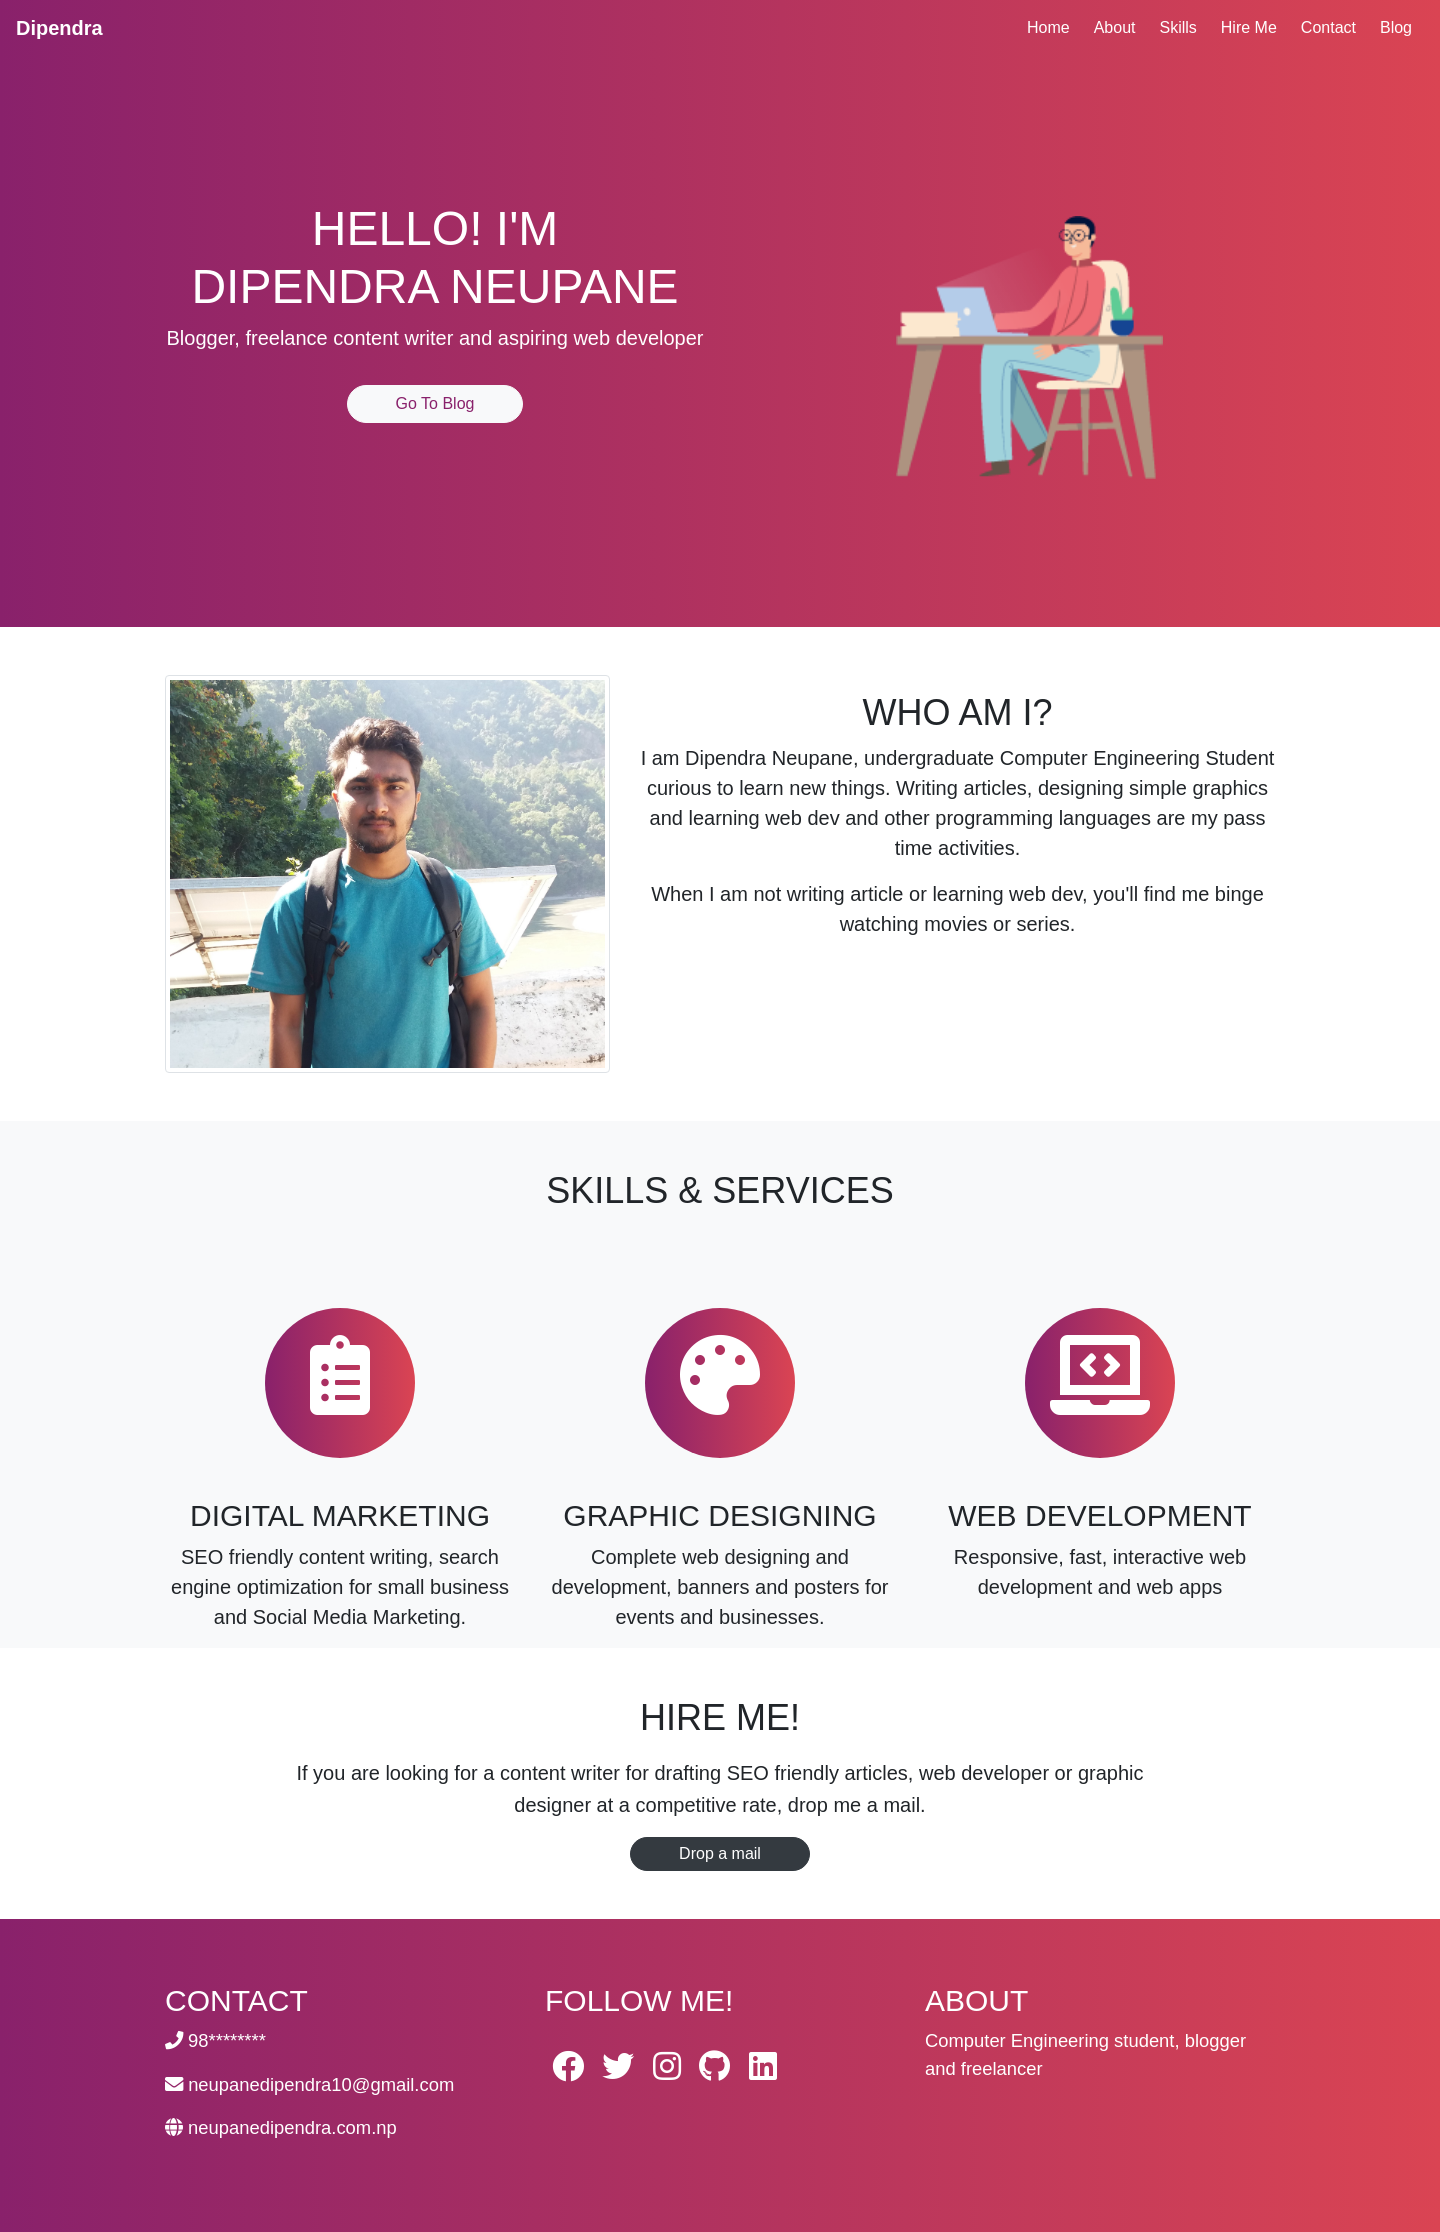 Dipendra
Home About Skills Hire Me Contact Blog
HELLO! I'M
DIPENDRA NEUPANE
Blogger, freelance content writer and aspiring web developer
Go To Blog
WHO AM I?
I am Dipendra Neupane, undergraduate Computer Engineering Student
curious to learn new things. Writing articles, designing simple graphics
and learning web dev and other programming languages are my pass
time activities.
When I am not writing article or learning web dev, you'll find me binge
watching movies or series.
SKILLS & SERVICES
DIGITAL MARKETING
SEO friendly content writing, search
engine optimization for small business
and Social Media Marketing.
GRAPHIC DESIGNING
Complete web designing and
development, banners and posters for
events and businesses.
WEB DEVELOPMENT
Responsive, fast, interactive web
development and web apps
HIRE ME!
If you are looking for a content writer for drafting SEO friendly articles, web developer or graphic
designer at a competitive rate, drop me a mail.
Drop a mail
CONTACT
98********
neupanedipendra10@gmail.com
neupanedipendra.com.np
FOLLOW ME!
ABOUT
Computer Engineering student, blogger
and freelancer